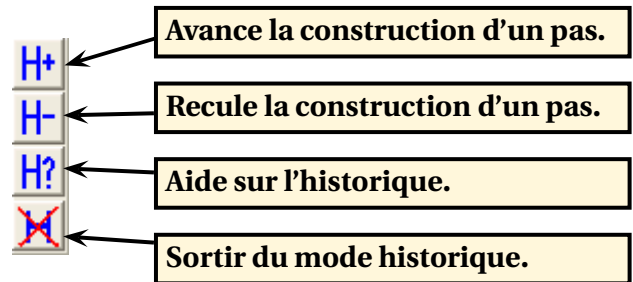 H+
Avance la construction d’un pas.
H-
Recule la construction d’un pas.
H?
Aide sur l’historique.
H
Sortir du mode historique.